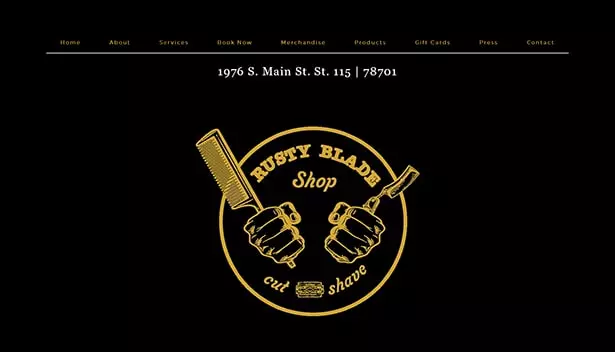 Home About Services Book Now Merchandise Products Gift Cards Press Contact
1976 S. Main St. St. 115 | 78701
RUSTY BLADE
Shop
cut shave